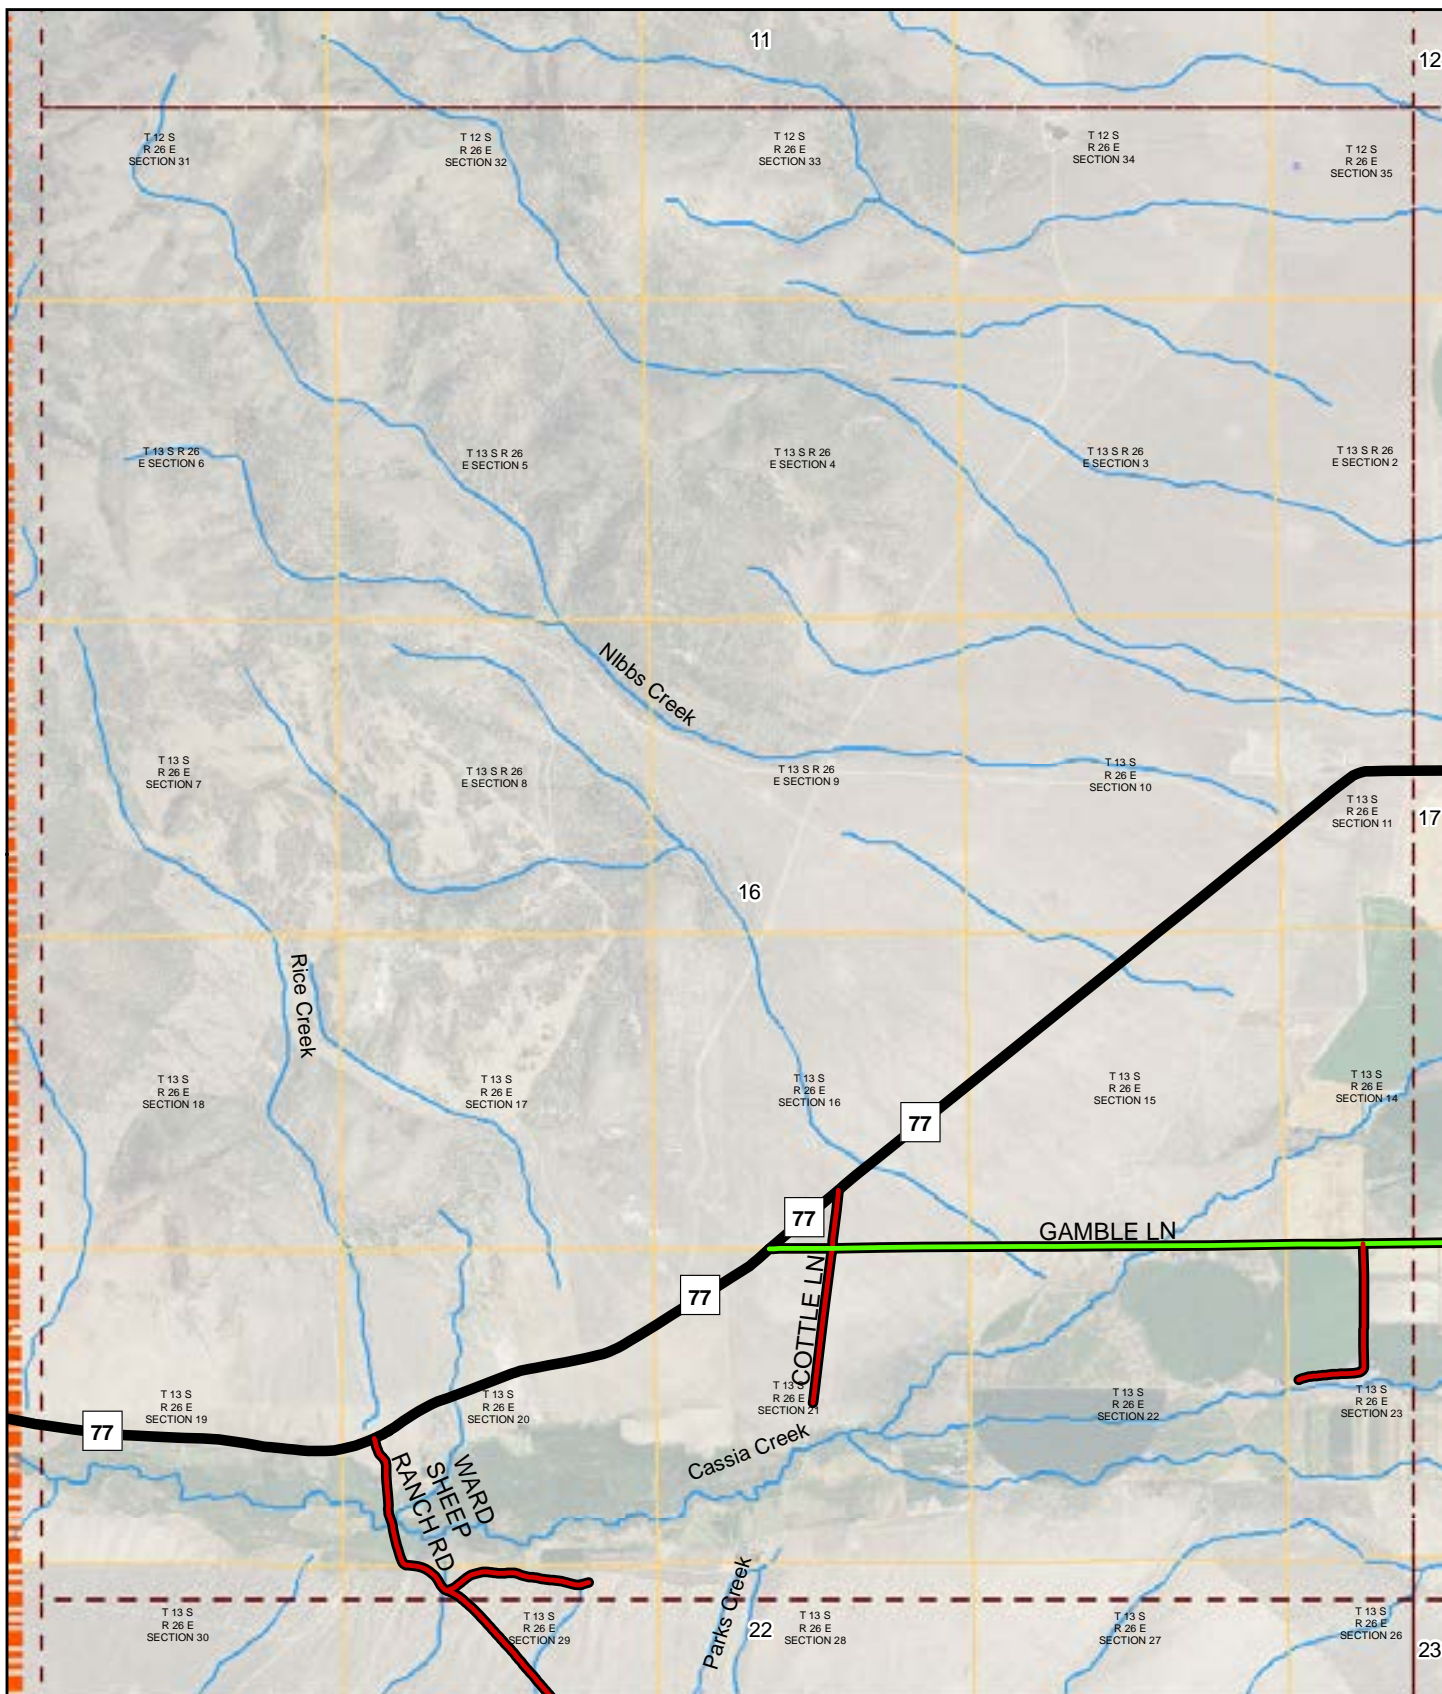 11
12
T 12 S
R 26 E
SECTION 31
T 12 S
R 26 E
SECTION 32
T 12 S
R 26 E
SECTION 33
T 12 S
R 26 E
SECTION 34
T 12 S
R 26 E
SECTION 35
T 13 S R 26
E SECTION 6
T 13 S R 26
E SECTION 5
T 13 S R 26
E SECTION 4
T 13 S R 26
E SECTION 3
T 13 S R 26
E SECTION 2
NIbbs Creek
T 13 S
R 26 E
SECTION 7
T 13 S R 26
E SECTION 8
T 13 S R 26
E SECTION 9
T 13 S
R 26 E
SECTION 10
T 13 S
R 26 E
SECTION 11
17
16
Rice Creek
T 13 S
R 26 E
SECTION 18
T 13 S
R 26 E
SECTION 17
T 13 S
R 26 E
SECTION 16
T 13 S
R 26 E
SECTION 15
T 13 S
R 26 E
SECTION 14
77
77
GAMBLE LN
77
COTTLE LN
T 13 S
R 26 E
SECTION 19
T 13 S
R 26 E
SECTION 20
T 13 S
R 26 E
SECTION 21
T 13 S
R 26 E
SECTION 22
T 13 S
R 26 E
SECTION 23
77
Cassia Creek
WARD
SHEEP
RANCH RD
Parks Creek
T 13 S
R 26 E
SECTION 30
T 13 S
R 26 E
SECTION 29
22
T 13 S
R 26 E
SECTION 28
T 13 S
R 26 E
SECTION 27
T 13 S
R 26 E
SECTION 26
23